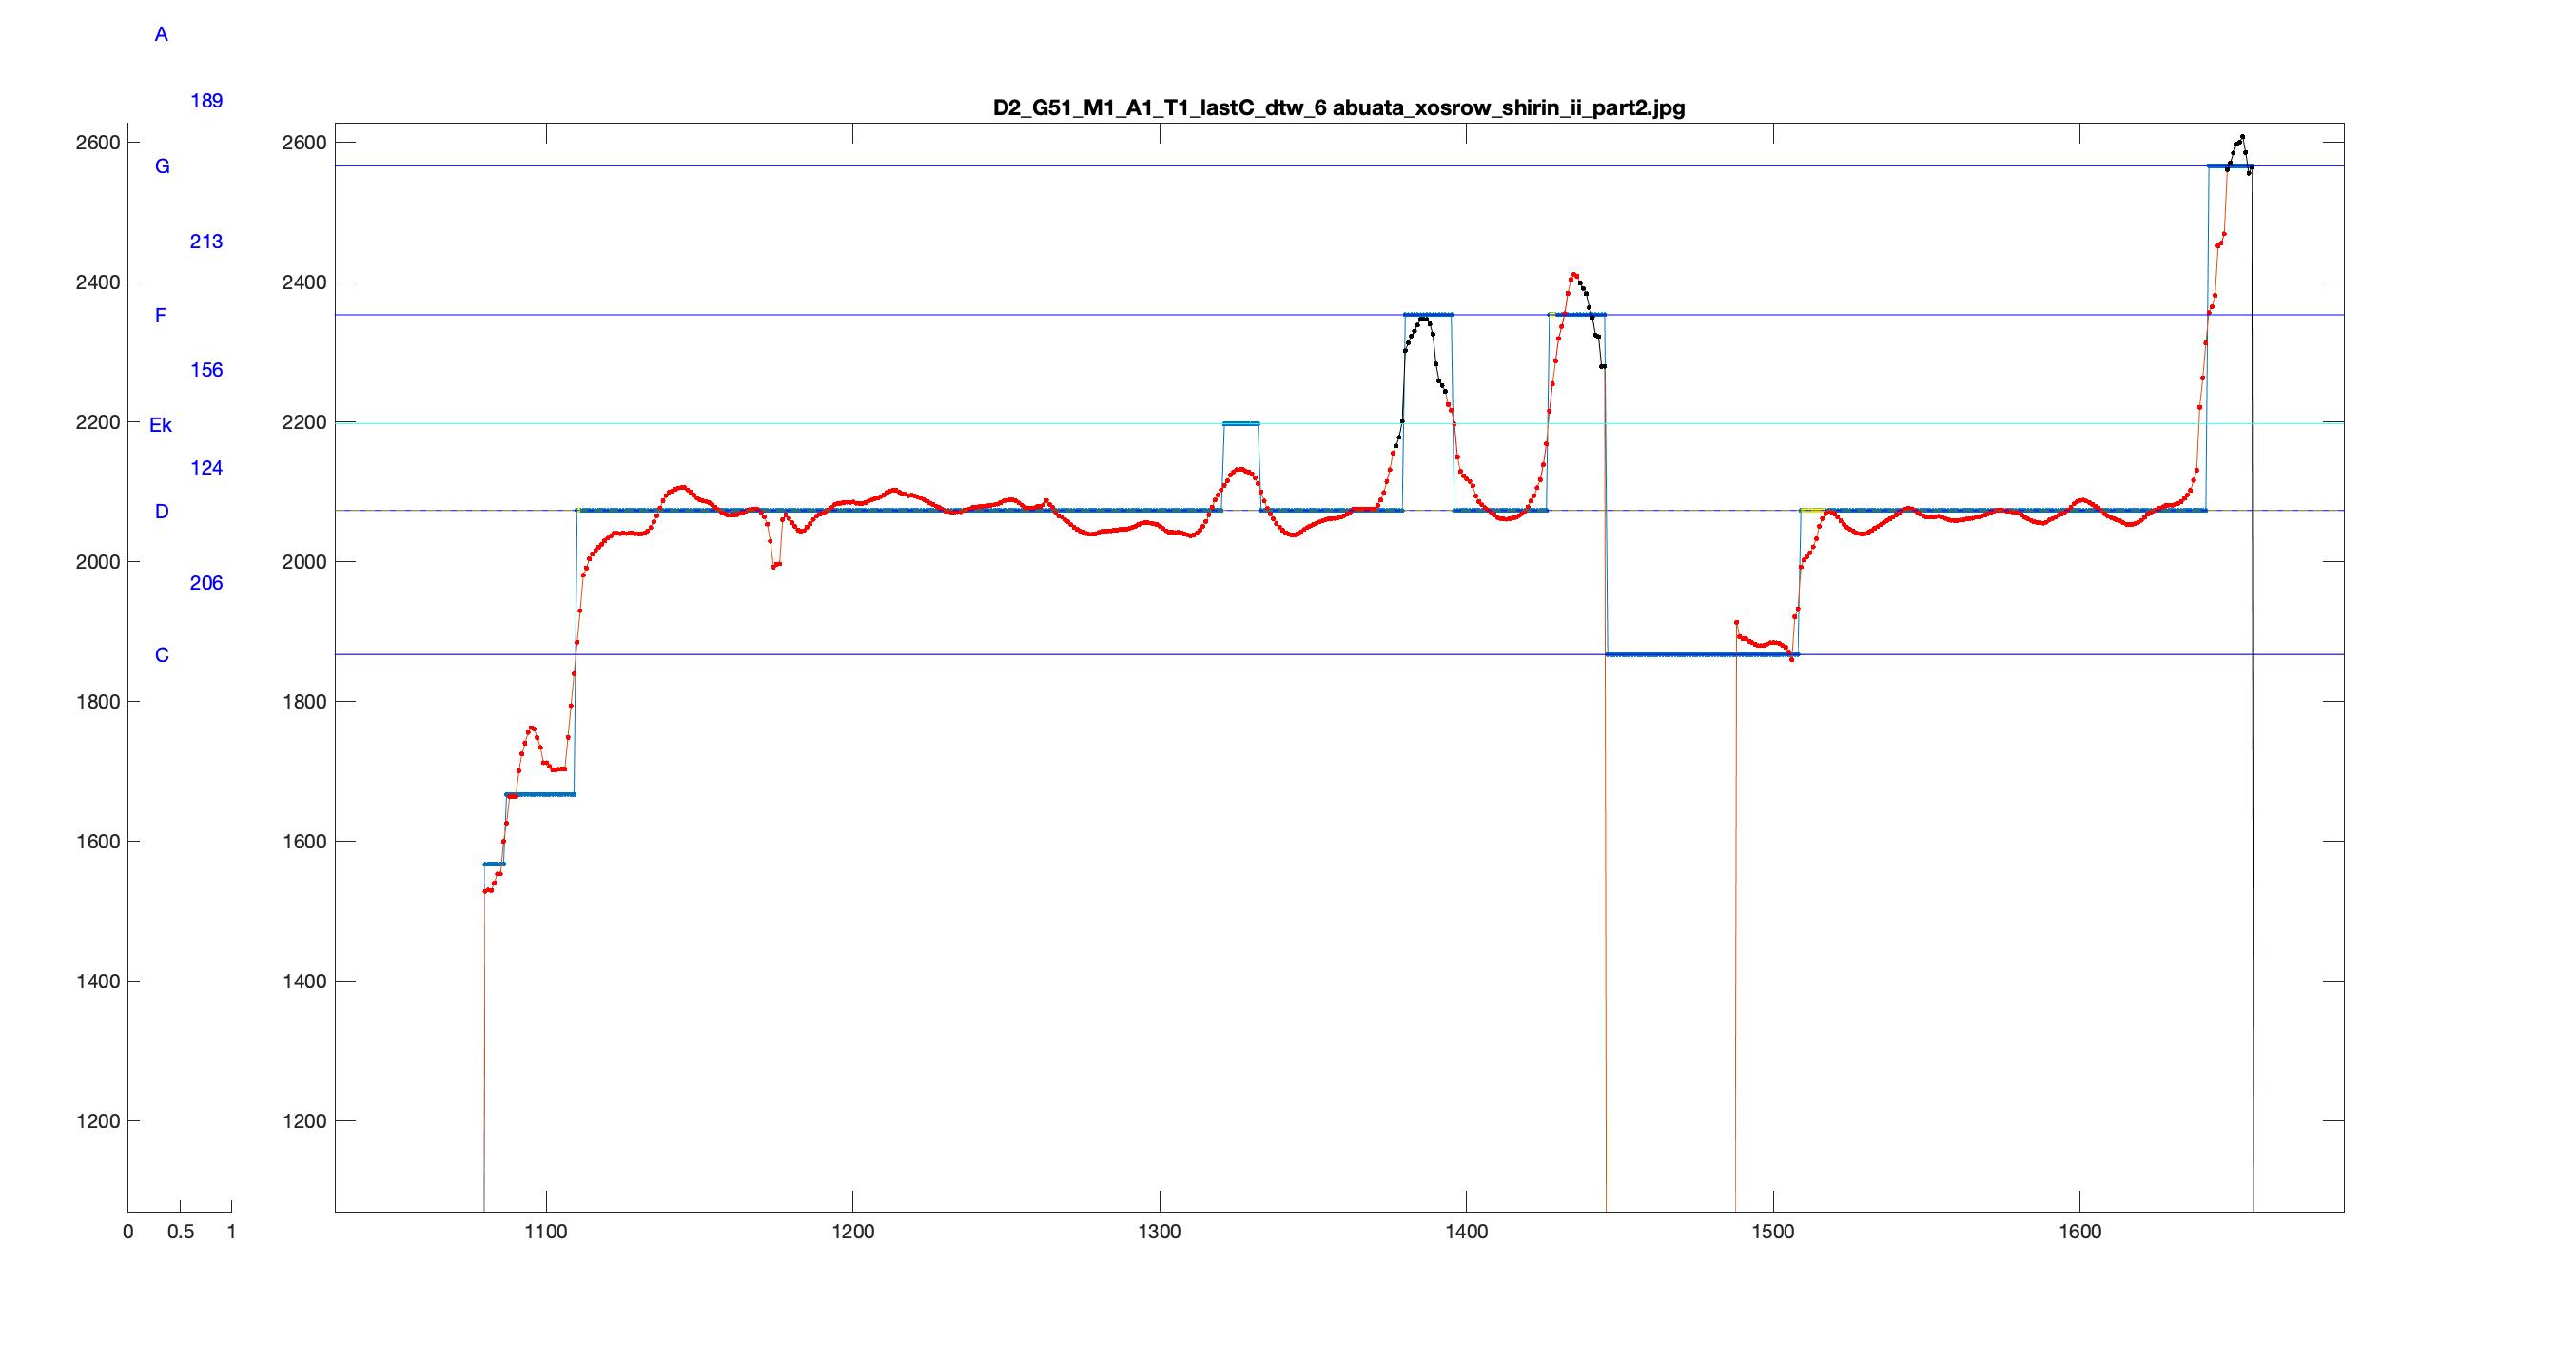 A
189
D2_G51_M1_A1_T1_lastC_dtw_6 abuata_xosrow_shirin_ii_part2.jpg
2600 2600
G
213
2400 2400
F
156
2200 Ek 2200
124
D
2000 2000
206
C
1800 1800
1600 1600
1400 1400
1200 1200
0 0.5 1 1100 1200 1300 1400 1500 1600